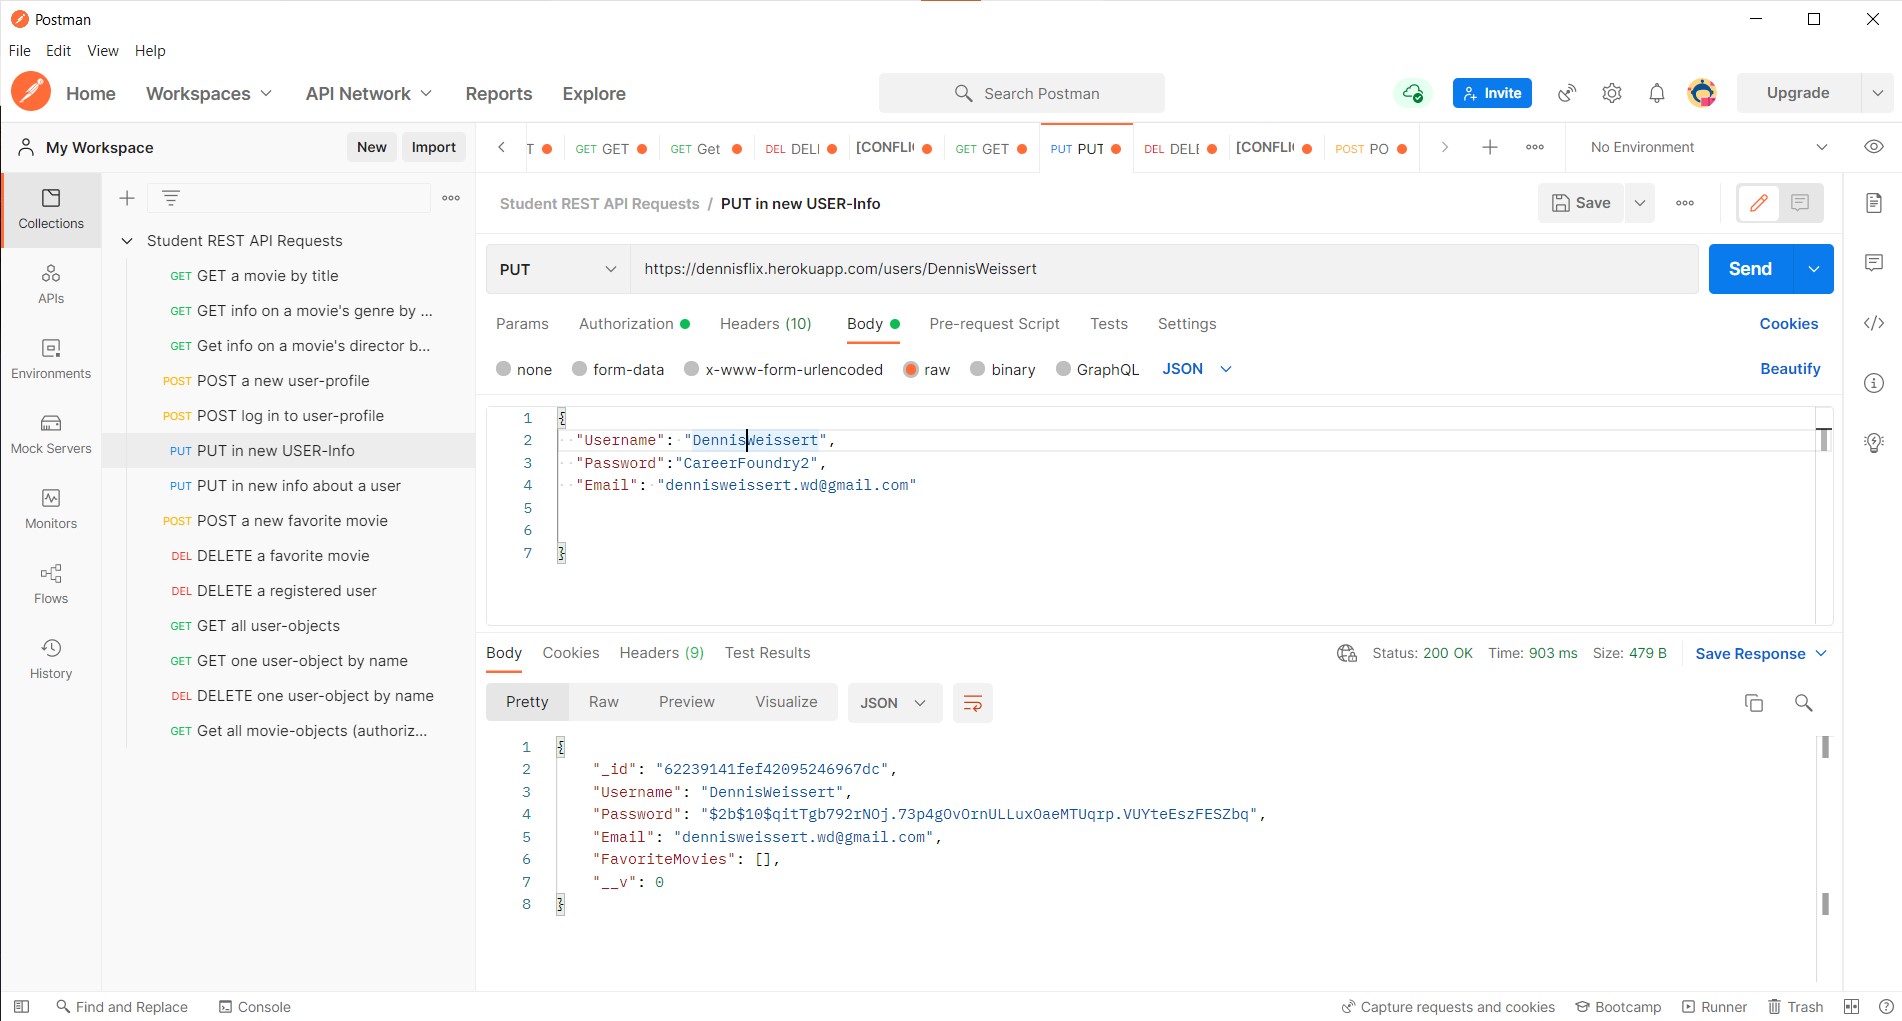 Postman
File Edit View Help
Home Workspaces API Network Reports Explore Search Postman Invite Upgrade
My Workspace New Import T GET GET GET Get DEL DELI [CONFLI GET GET PUT PUT DEL DELE [CONFLI POST PO No Environment
Student REST API Requests / PUT in new USER-Info Save
Collections
Student REST API Requests
GET GET a movie by title
GET GET info on a movie's genre by ...
GET Get info on a movie's director b...
POST POST a new user-profile
POST POST log in to user-profile
PUT PUT in new USER-Info
PUT PUT in new info about a user
POST POST a new favorite movie
DEL DELETE a favorite movie
DEL DELETE a registered user
GET GET all user-objects
GET GET one user-object by name
DEL DELETE one user-object by name
GET Get all movie-objects (authoriz...
APIs
Environments
Mock Servers
Monitors
Flows
History
PUT https://dennisflix.herokuapp.com/users/DennisWeissert Send
Params Authorization Headers (10) Body Pre-request Script Tests Settings Cookies
none form-data x-www-form-urlencoded raw binary GraphQL JSON Beautify
1 {
2 "Username": "DennisWeissert",
3 "Password":"CareerFoundry2",
4 "Email": "dennisweissert.wd@gmail.com"
5
6
7 }
Body Cookies Headers (9) Test Results Status: 200 OK Time: 903 ms Size: 479 B Save Response
Pretty Raw Preview Visualize JSON
1 {
2 "_id": "62239141fef42095246967dc",
3 "Username": "DennisWeissert",
4 "Password": "$2b$10$qitTgb792rNOj.73p4gOvOrnULLuxOaeMTUqrp.VUYteEszFESZbq",
5 "Email": "dennisweissert.wd@gmail.com",
6 "FavoriteMovies": [],
7 "__v": 0
8 }
Find and Replace Console Capture requests and cookies Bootcamp Runner Trash